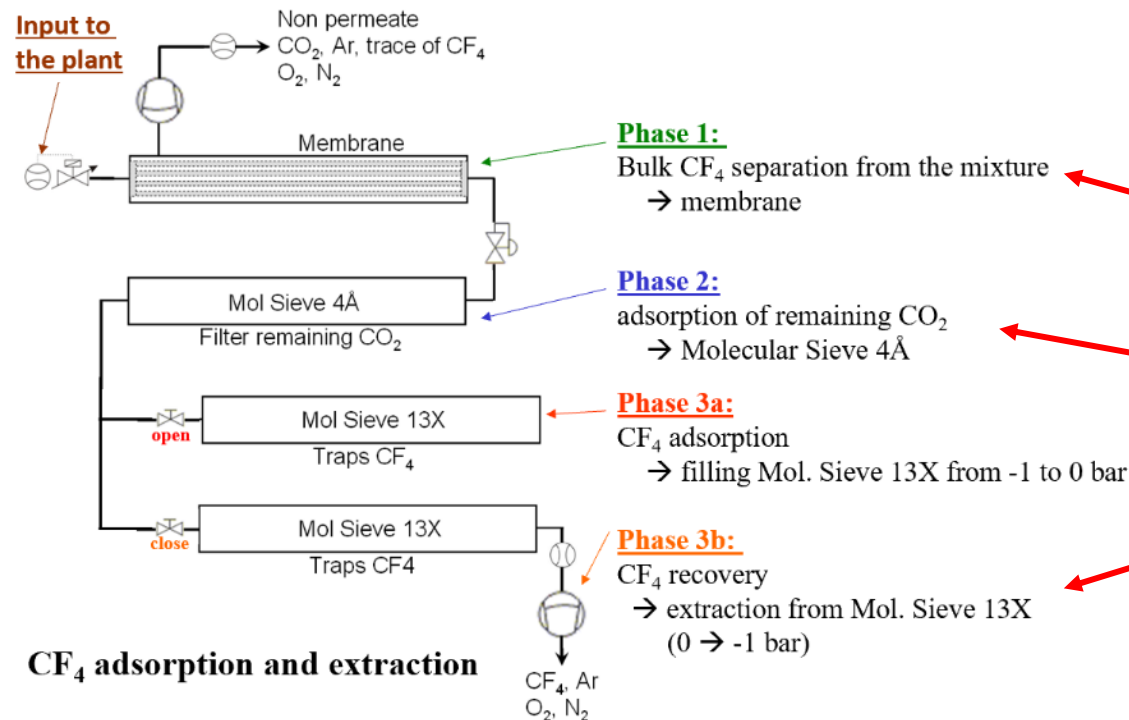 Input to
the plant
Non permeate
CO₂, Ar, trace of CF₄
O₂, N₂
Membrane
Phase 1:
Bulk CF₄ separation from the mixture
→ membrane
Mol Sieve 4Å
Filter remaining CO₂
Phase 2:
adsorption of remaining CO₂
→ Molecular Sieve 4Å
open
Mol Sieve 13X
Traps CF₄
Phase 3a:
CF₄ adsorption
→ filling Mol. Sieve 13X from -1 to 0 bar
close
Mol Sieve 13X
Traps CF4
Phase 3b:
CF₄ recovery
→ extraction from Mol. Sieve 13X
(0 → -1 bar)
CF₄ adsorption and extraction
CF₄, Ar
O₂, N₂